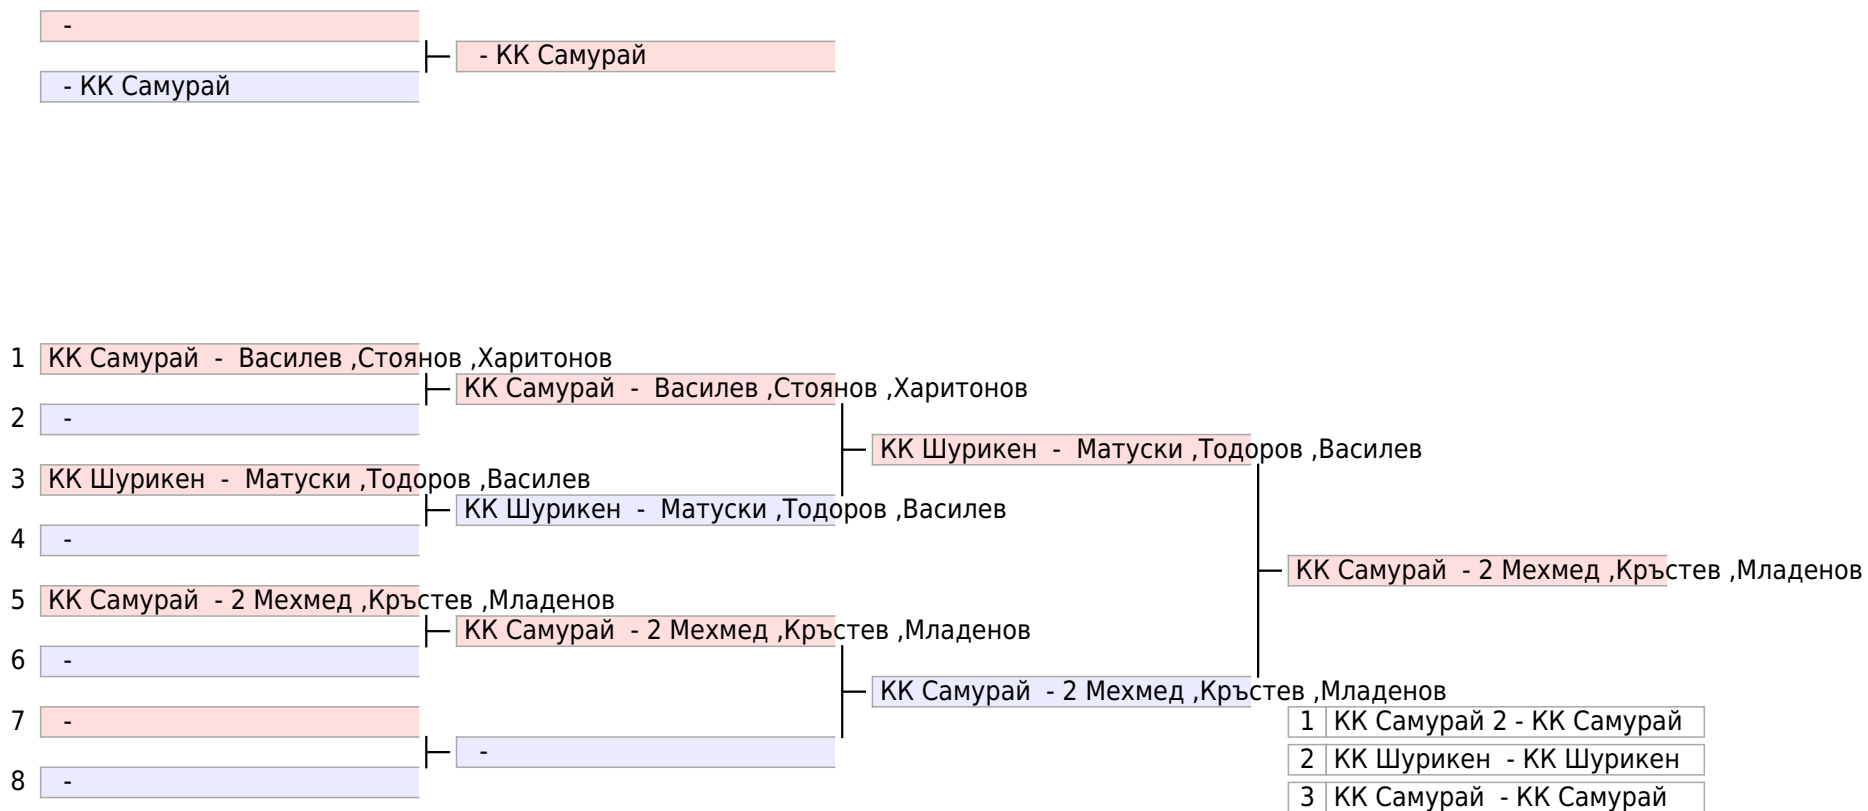 -
- КК Самурай
- КК Самурай
1 КК Самурай - Василев ,Стоянов ,Харитонов
КК Самурай - Василев ,Стоянов ,Харитонов
2 -
КК Шурикен - Матуски ,Тодоров ,Василев
3 КК Шурикен - Матуски ,Тодоров ,Василев
КК Шурикен - Матуски ,Тодоров ,Василев
4 -
КК Самурай - 2 Мехмед ,Кръстев ,Младенов
5 КК Самурай - 2 Мехмед ,Кръстев ,Младенов
КК Самурай - 2 Мехмед ,Кръстев ,Младенов
6 -
КК Самурай - 2 Мехмед ,Кръстев ,Младенов
7 -
1 КК Самурай 2 - КК Самурай
-
2 КК Шурикен - КК Шурикен
8 -
3 КК Самурай - КК Самурай